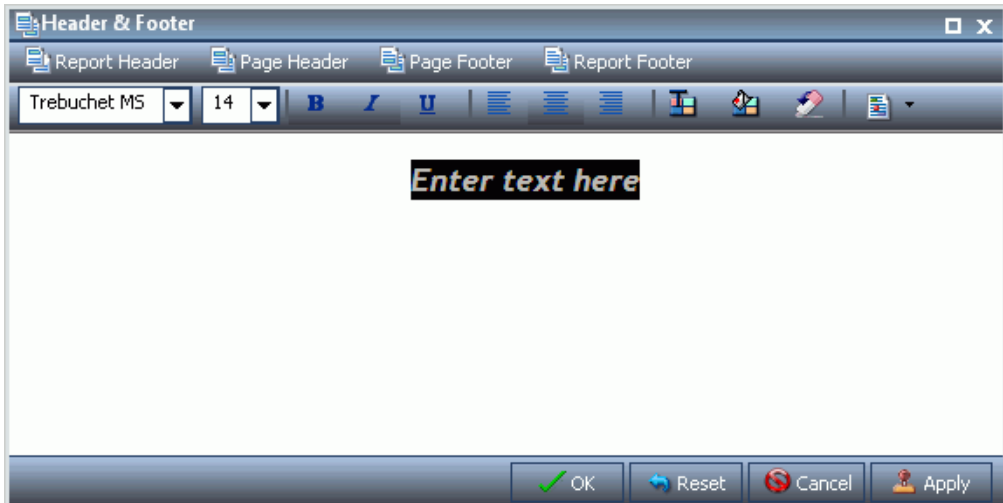 Header & Footer
Report Header Page Header Page Footer Report Footer
Trebuchet MS 14 B I U
Enter text here
OK Reset Cancel Apply